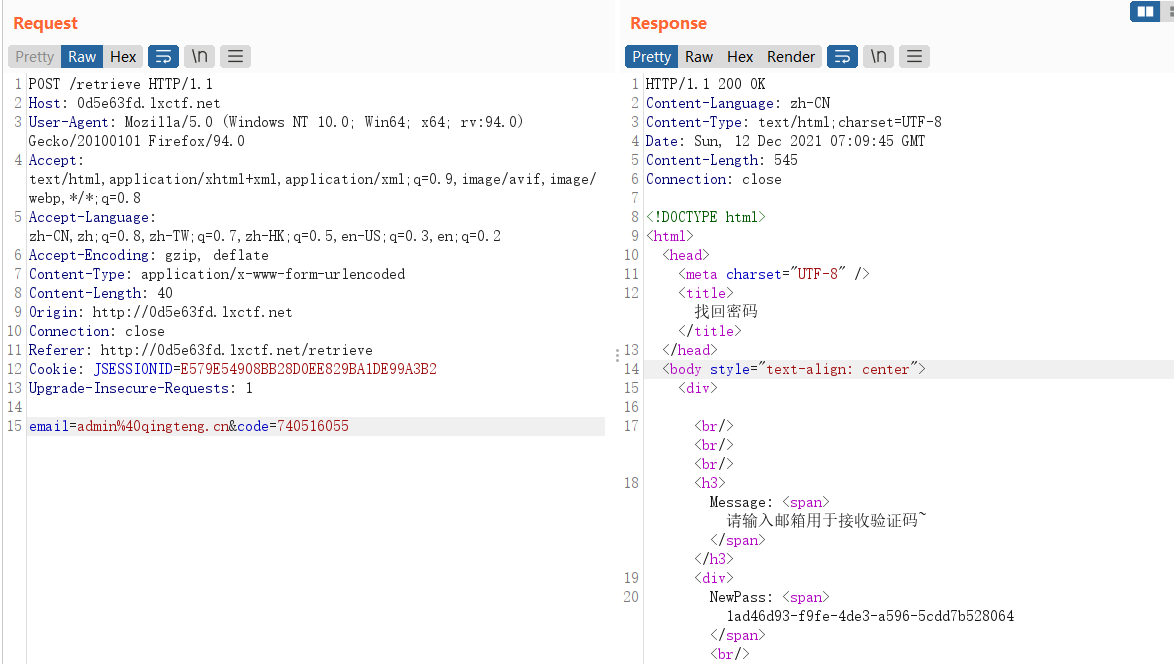 Request
Pretty Raw Hex \n
1 POST /retrieve HTTP/1.1
2 Host: 0d5e63fd.lxctf.net
3 User-Agent: Mozilla/5.0 (Windows NT 10.0; Win64; x64; rv:94.0)
Gecko/20100101 Firefox/94.0
4 Accept:
text/html,application/xhtml+xml,application/xml;q=0.9,image/avif,image/
webp,*/*;q=0.8
5 Accept-Language:
zh-CN,zh;q=0.8,zh-TW;q=0.7,zh-HK;q=0.5,en-US;q=0.3,en;q=0.2
6 Accept-Encoding: gzip, deflate
7 Content-Type: application/x-www-form-urlencoded
8 Content-Length: 40
9 Origin: http://0d5e63fd.lxctf.net
10 Connection: close
11 Referer: http://0d5e63fd.lxctf.net/retrieve
12 Cookie: JSESSIONID=E579E54908BB28D0EE829BA1DE99A3B2
13 Upgrade-Insecure-Requests: 1
14
15 email=admin%40qingteng.cn&code=740516055
Response
Pretty Raw Hex Render \n
1 HTTP/1.1 200 OK
2 Content-Language: zh-CN
3 Content-Type: text/html;charset=UTF-8
4 Date: Sun, 12 Dec 2021 07:09:45 GMT
5 Content-Length: 545
6 Connection: close
7
8 <!DOCTYPE html>
9 <html>
10 <head>
11 <meta charset="UTF-8" />
12 <title>
找回密码
</title>
13 </head>
14 <body style="text-align: center">
15 <div>
16
17 <br/>
<br/>
<br/>
18 <h3>
Message: <span>
请输入邮箱用于接收验证码~
</span>
</h3>
19 <div>
20 NewPass: <span>
1ad46d93-f9fe-4de3-a596-5cdd7b528064
</span>
<br/>